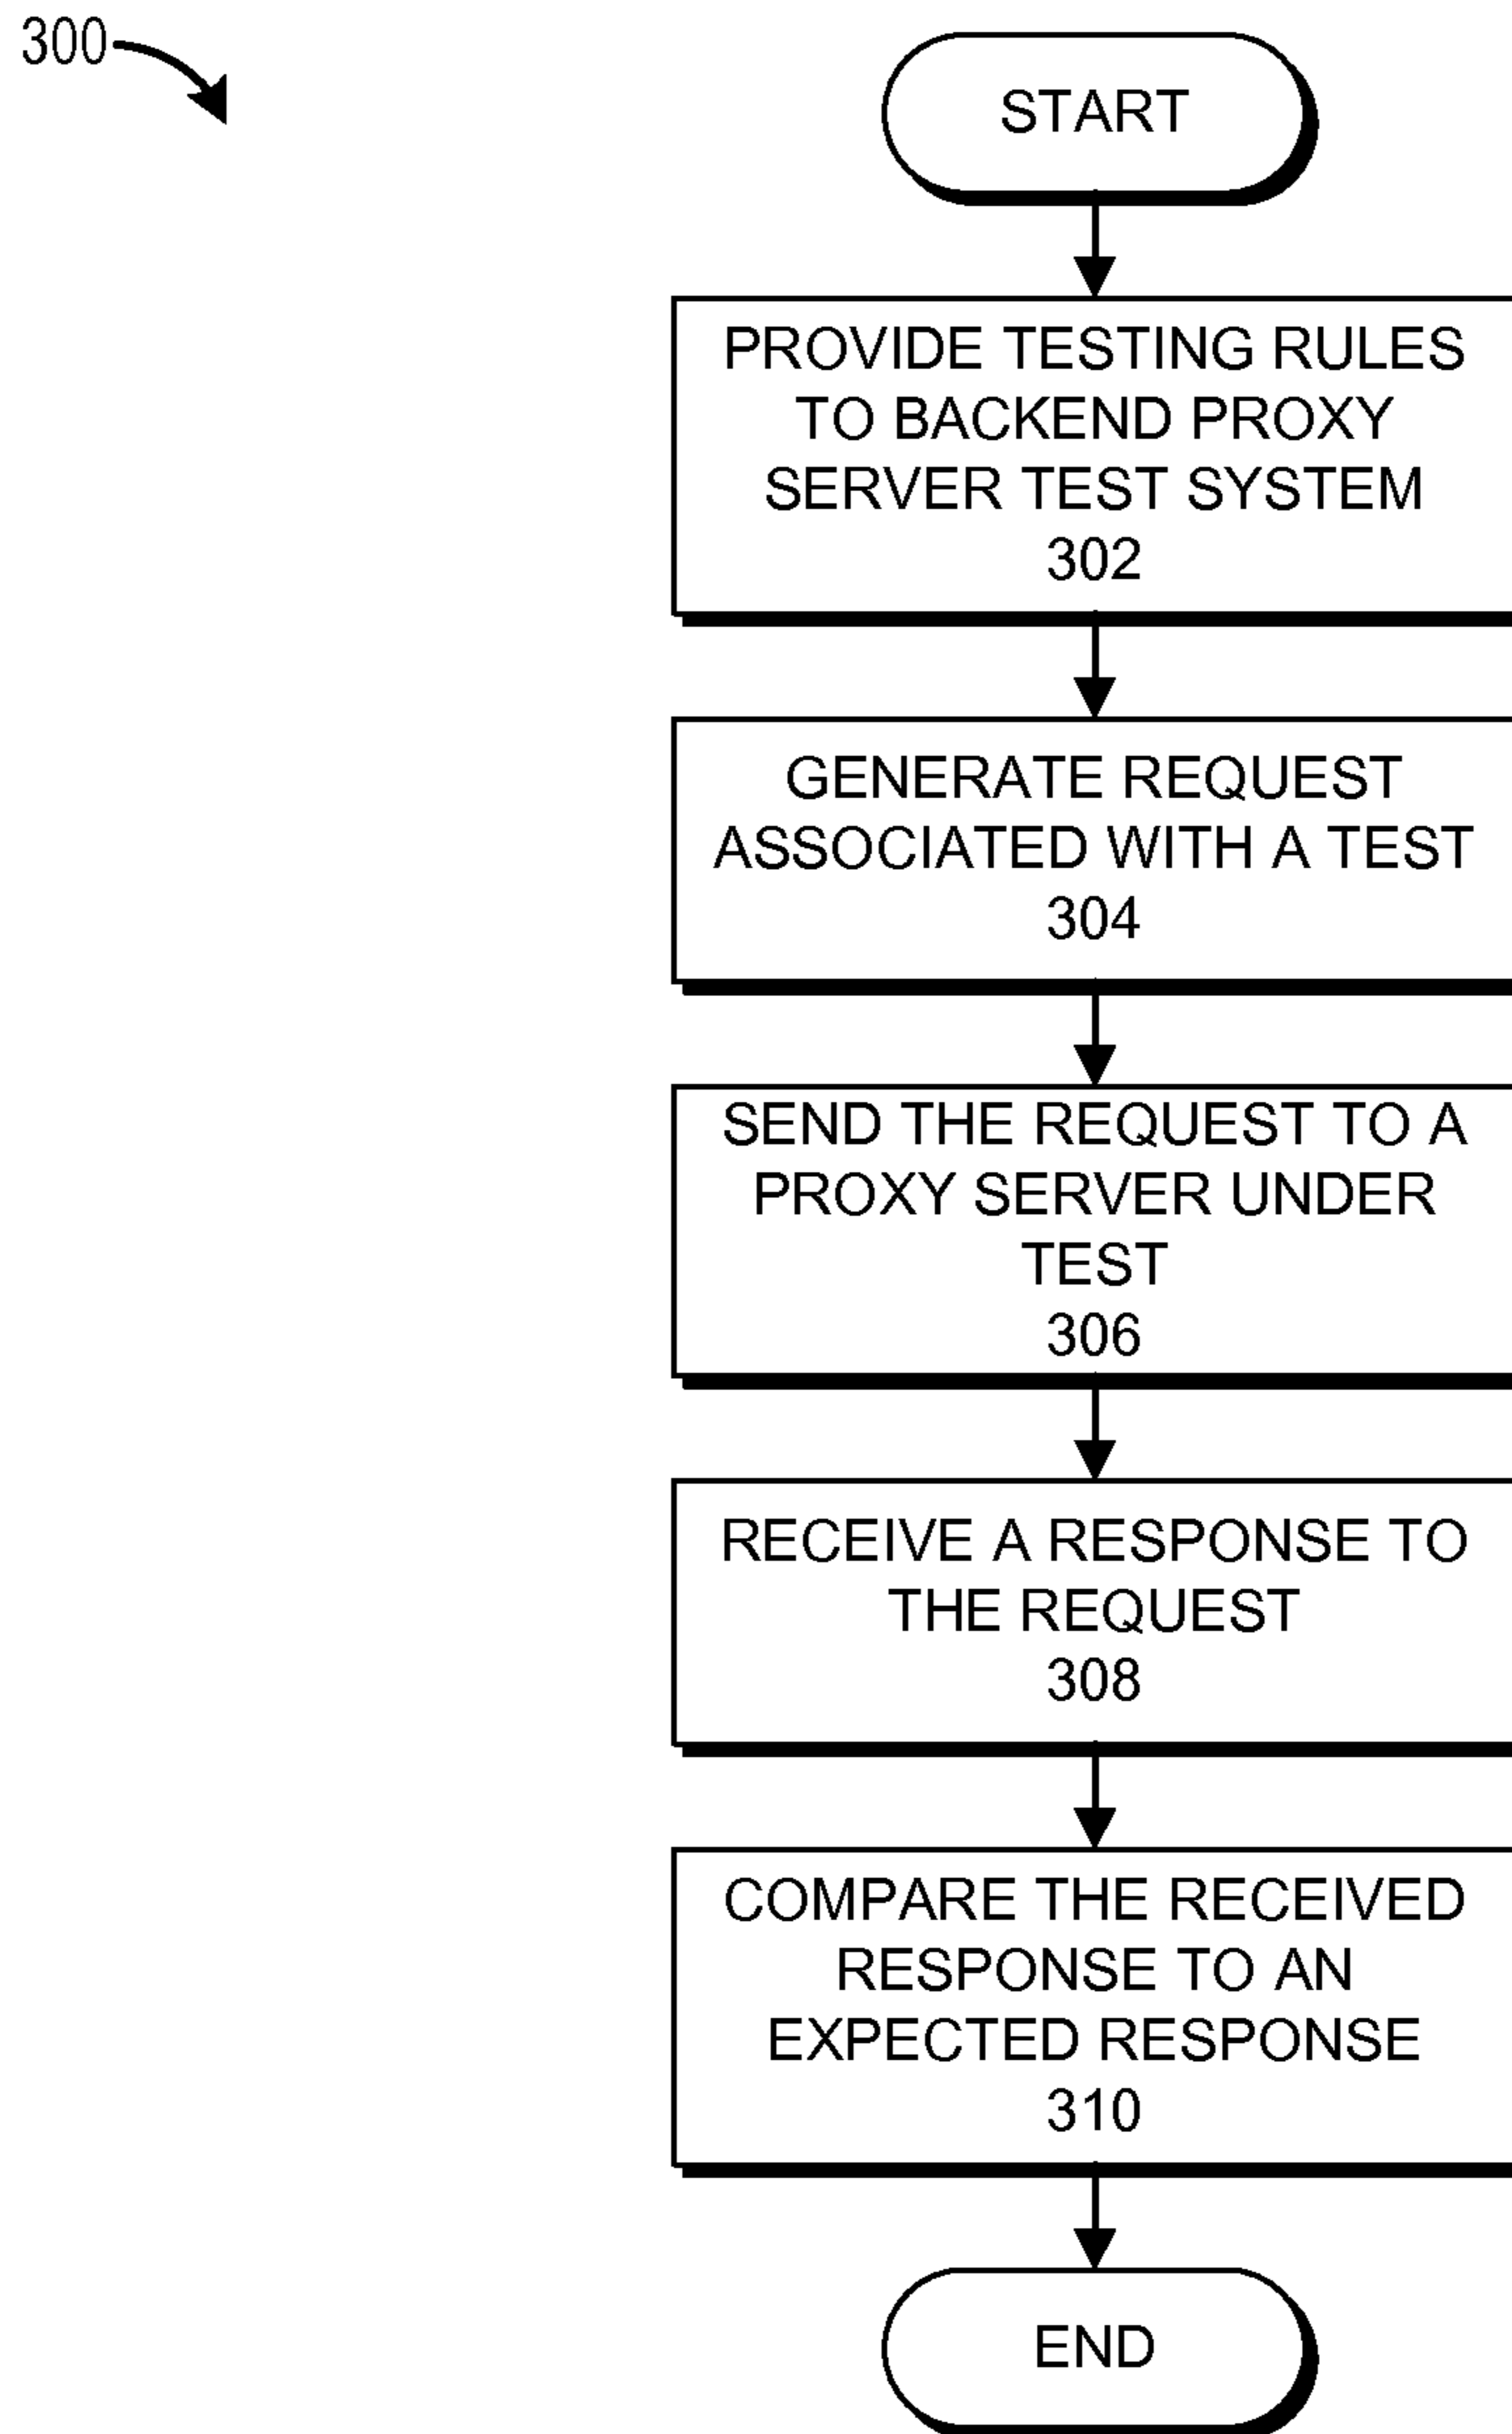 300
START
PROVIDE TESTING RULES
TO BACKEND PROXY
SERVER TEST SYSTEM
302
GENERATE REQUEST
ASSOCIATED WITH A TEST
304
SEND THE REQUEST TO A
PROXY SERVER UNDER
TEST
306
RECEIVE A RESPONSE TO
THE REQUEST
308
COMPARE THE RECEIVED
RESPONSE TO AN
EXPECTED RESPONSE
310
END